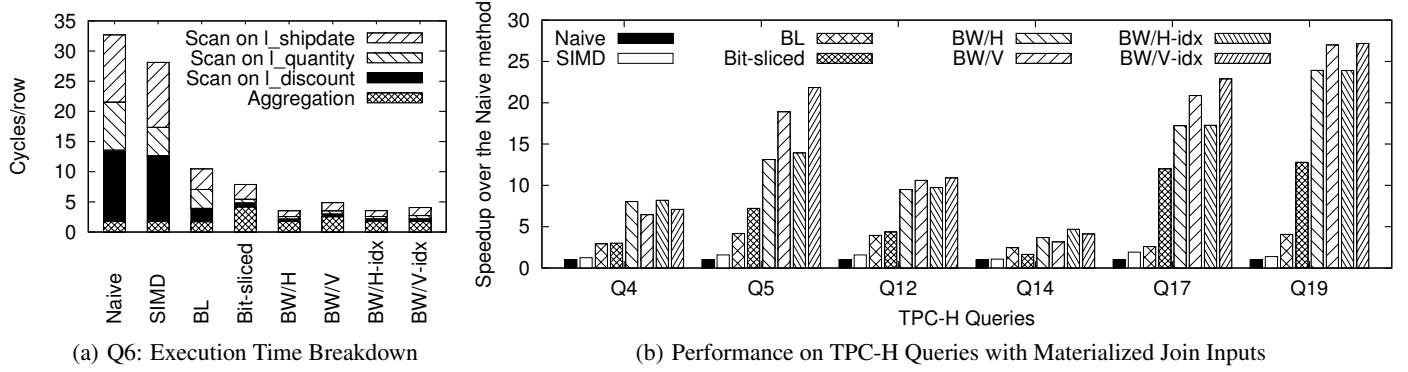 35
30
25
20
15
10
5
0
Cycles/row
Scan on l_shipdate
Scan on l_quantity
Scan on l_discount
Aggregation
Naive
SIMD
BL
Bit-sliced
BW/H
BW/V
BW/H-idx
BW/V-idx
(a) Q6: Execution Time Breakdown
30
25
20
15
10
5
0
Speedup over the Naive method
Naive BL BW/H BW/H-idx
SIMD Bit-sliced BW/V BW/V-idx
Q4 Q5 Q12 Q14 Q17 Q19
TPC-H Queries
(b) Performance on TPC-H Queries with Materialized Join Inputs